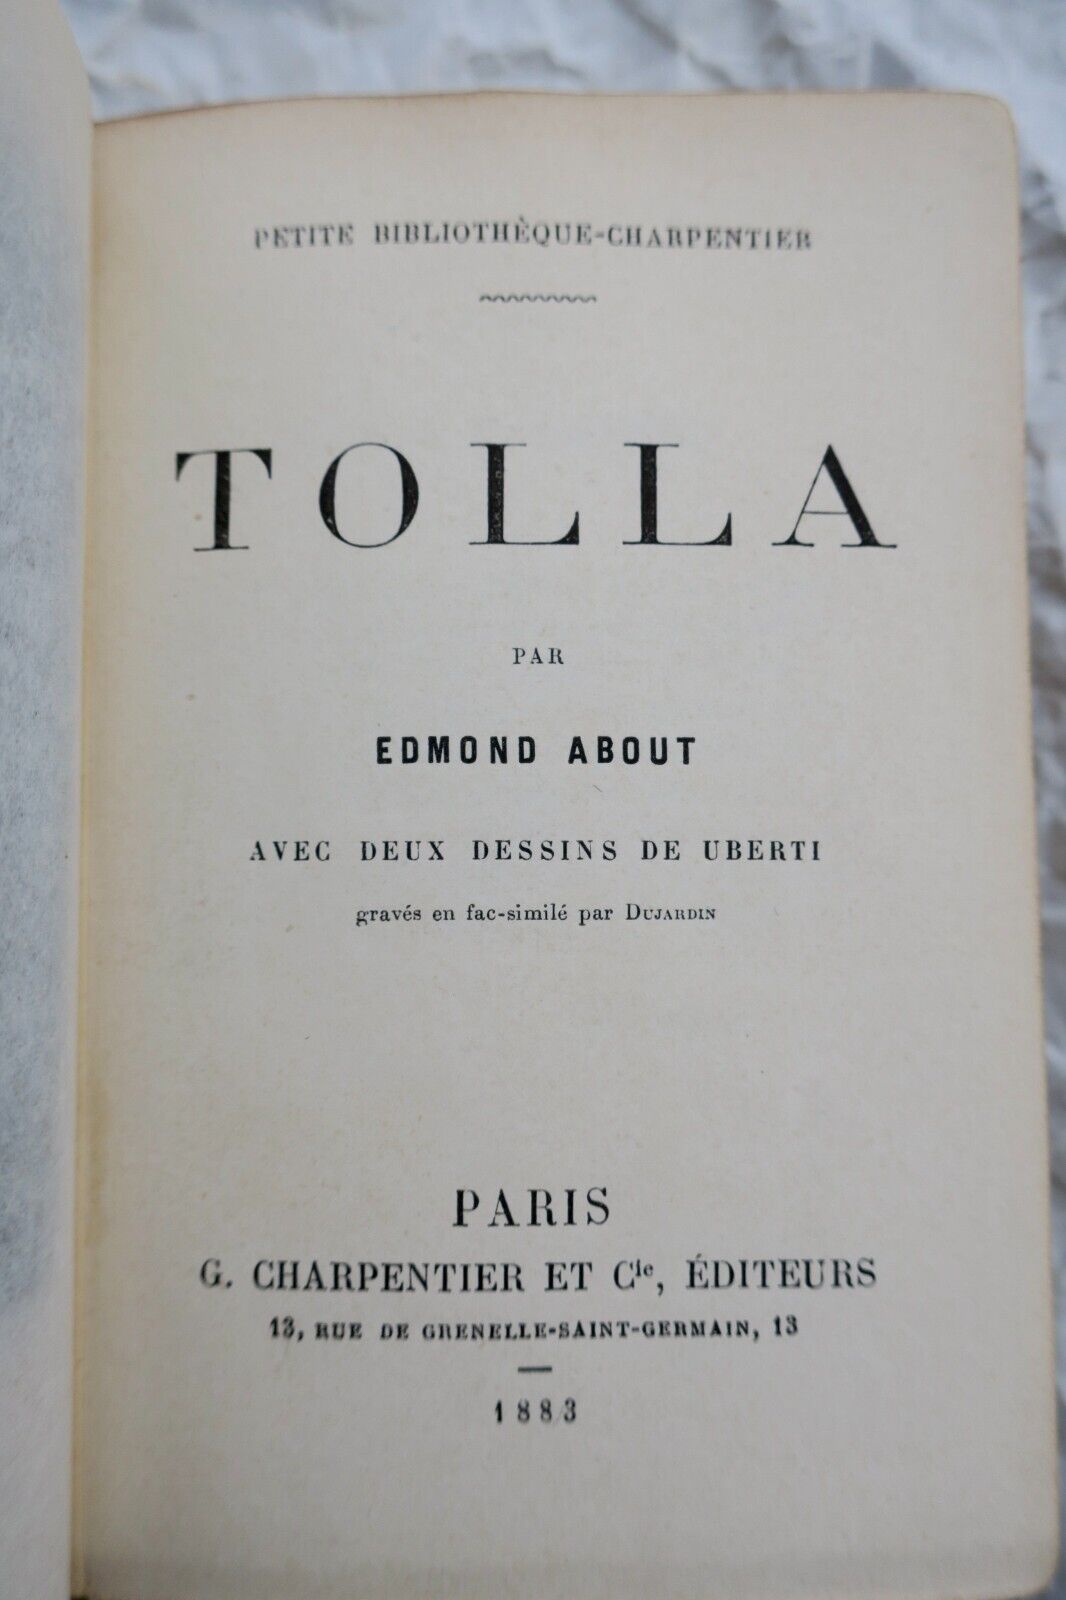 PETITE BIBLIOTHÈQUE-CHARPENTIER
TOLLA
PAR
EDMOND ABOUT
AVEC DEUX DESSINS DE UBERTI
gravés en fac-similé par DUJARDIN
PARIS
G. CHARPENTIER ET Cie, ÉDITEURS
13, RUE DE GRENELLE-SAINT-GERMAIN, 13
1883